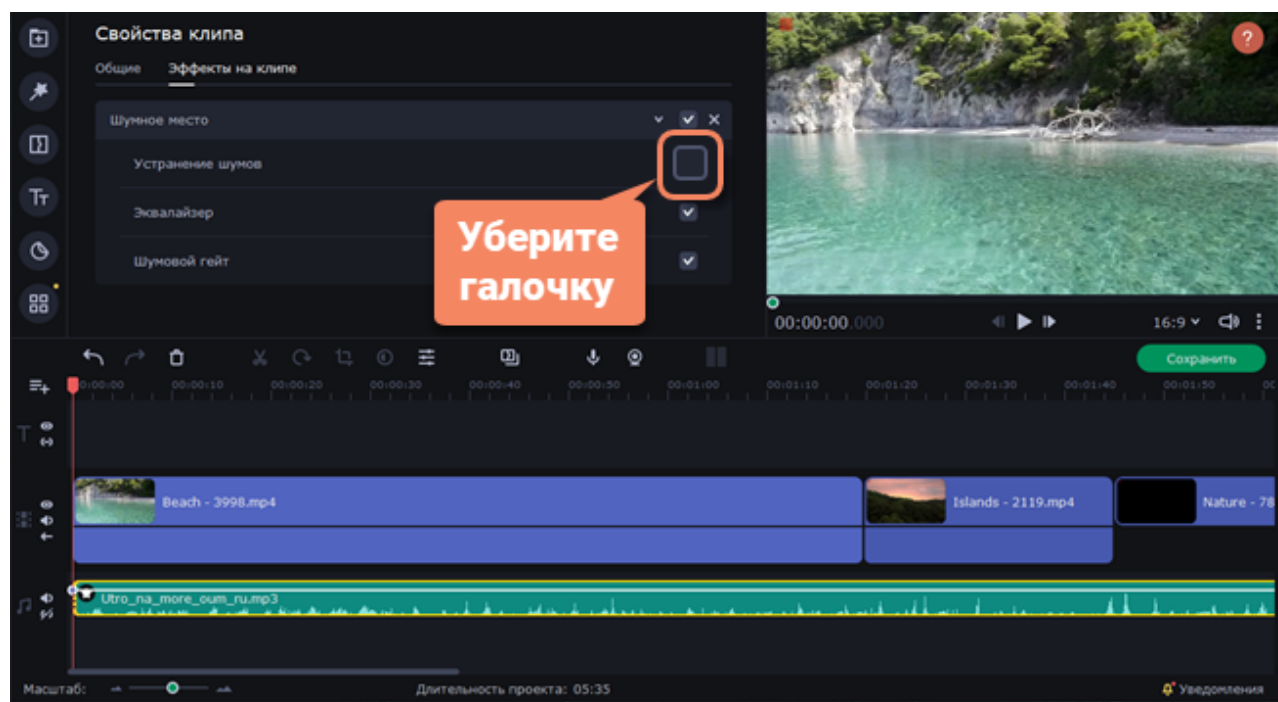 Свойства клипа
?
Общие Эффекты на клипе
Шумное место
Устранение шумов
Эквалайзер
Шумовой гейт
Уберите
галочку
00:00:00.000
16:9
Сохранить
00:00:00 00:00:10 00:00:20 00:00:30 00:00:40 00:00:50 00:01:00 00:01:10 00:01:20 00:01:30 00:01:40 00:01:50 00
Beach - 3998.mp4
Islands - 2119.mp4
Nature - 78
Utro_na_more_oum_ru.mp3
Масштаб:
Длительность проекта: 05:35
Уведомления